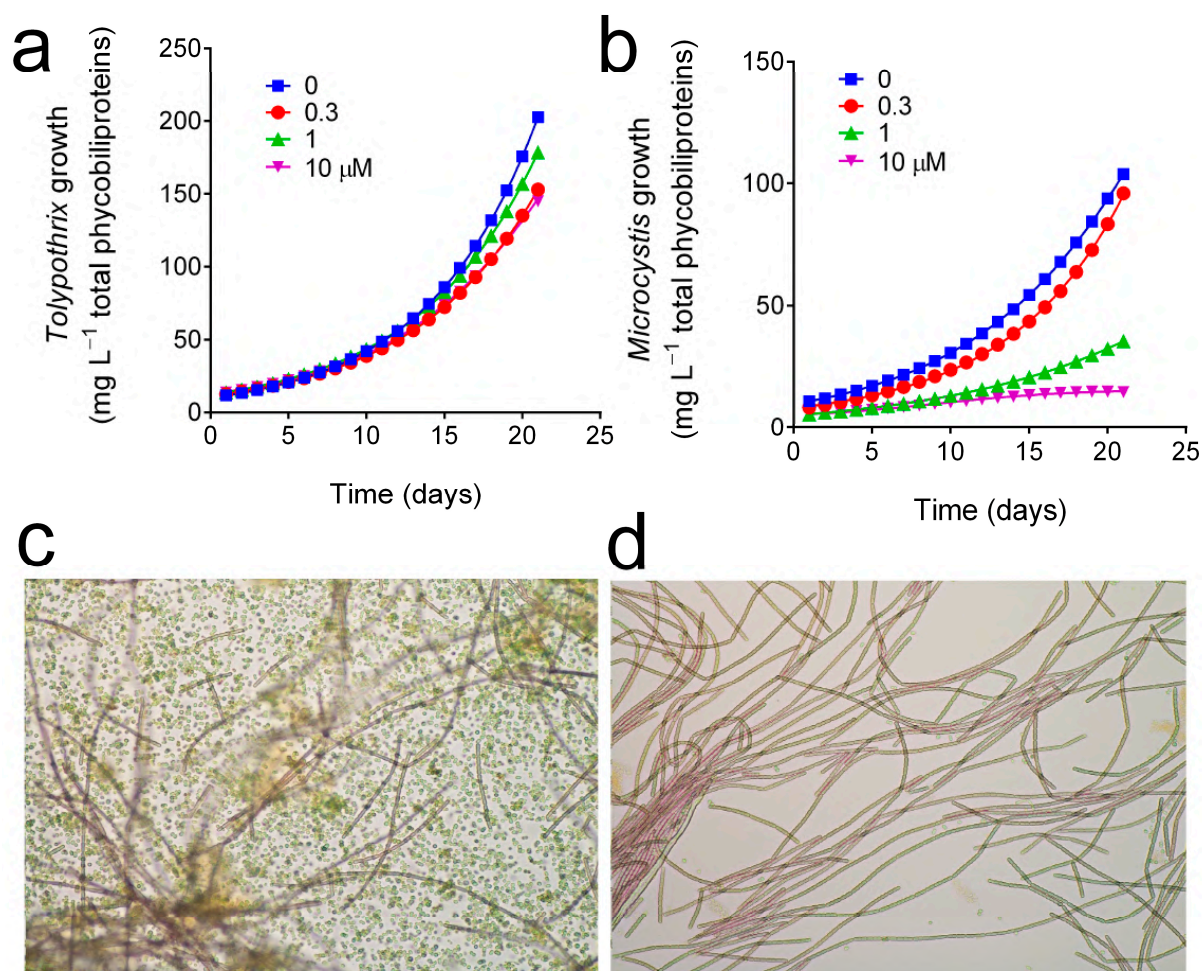 a
Tolypothrix growth
(mg L−1 total phycobiliproteins)
250
200
150
100
50
0
0
0.3
1
10 μM
0 5 10 15 20 25
Time (days)
b
Microcystis growth
(mg L−1 total phycobiliproteins)
150
100
50
0
0
0.3
1
10 μM
0 5 10 15 20 25
Time (days)
c
d